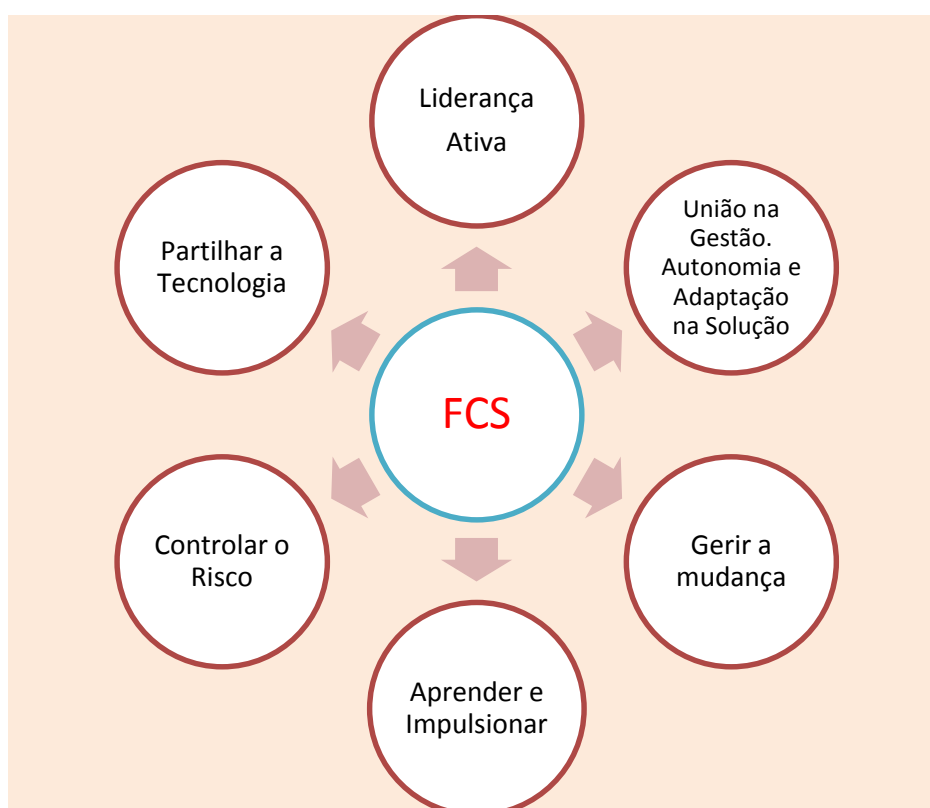 Liderança
Ativa
União na
Gestão.
Autonomia e
Adaptação
na Solução
Partilhar a
Tecnologia
FCS
Controlar o
Risco
Gerir a
mudança
Aprender e
Impulsionar